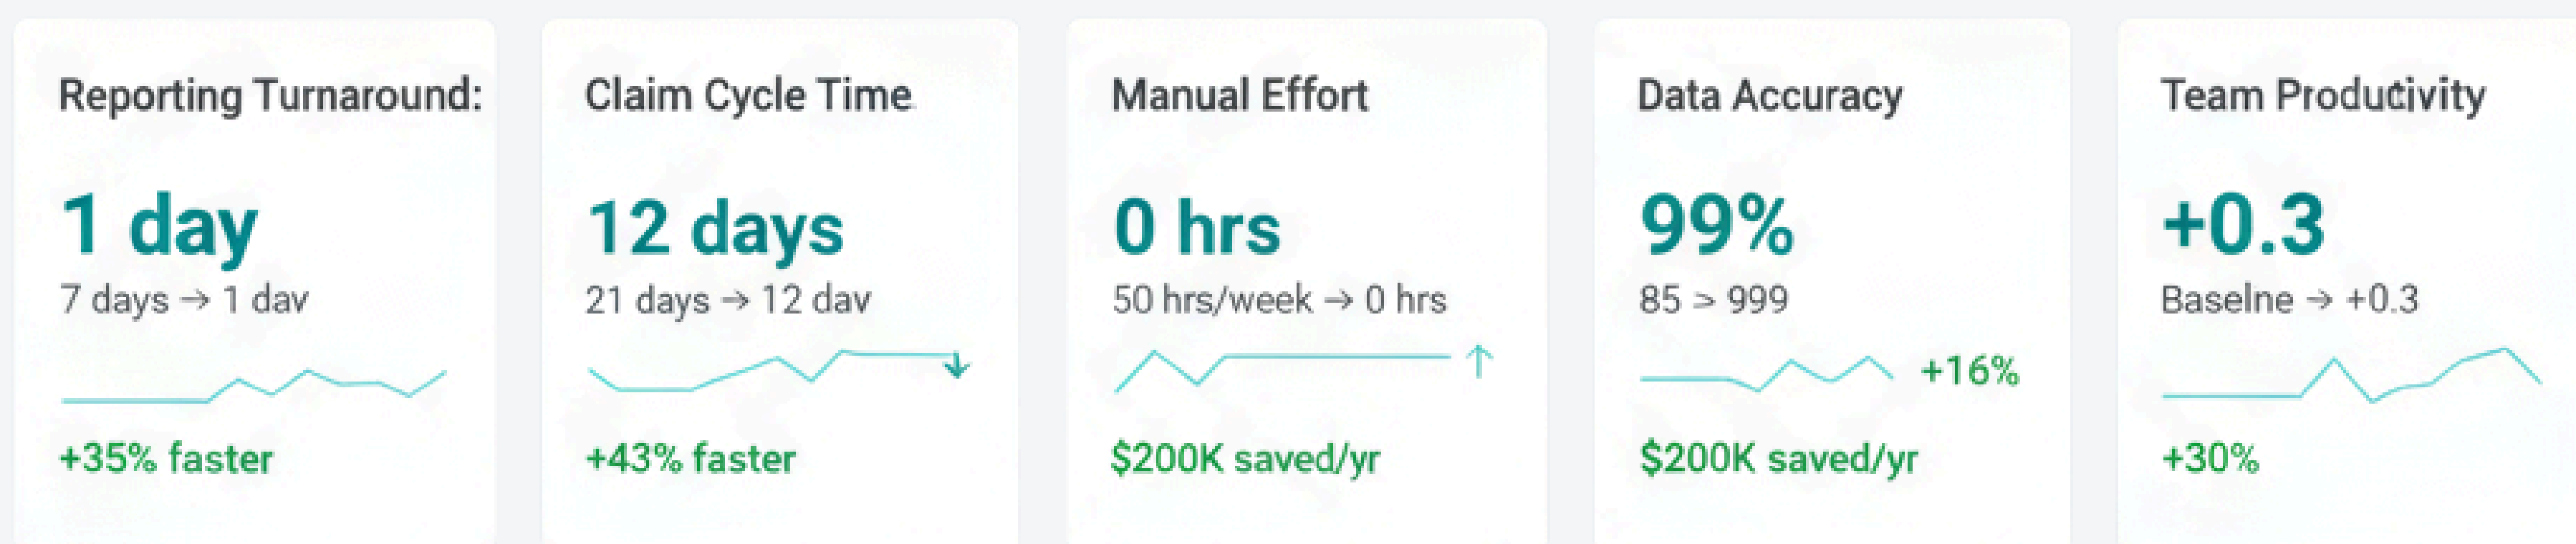 Reporting Turnaround:
1 day
7 days → 1 dav
+35% faster
Claim Cycle Time
12 days
21 days → 12 dav
+43% faster
Manual Effort
0 hrs
50 hrs/week → 0 hrs
↑
$200K saved/yr
Data Accuracy
99%
85 > 999
+16%
$200K saved/yr
Team Productivity
+0.3
Baselne → +0.3
+30%